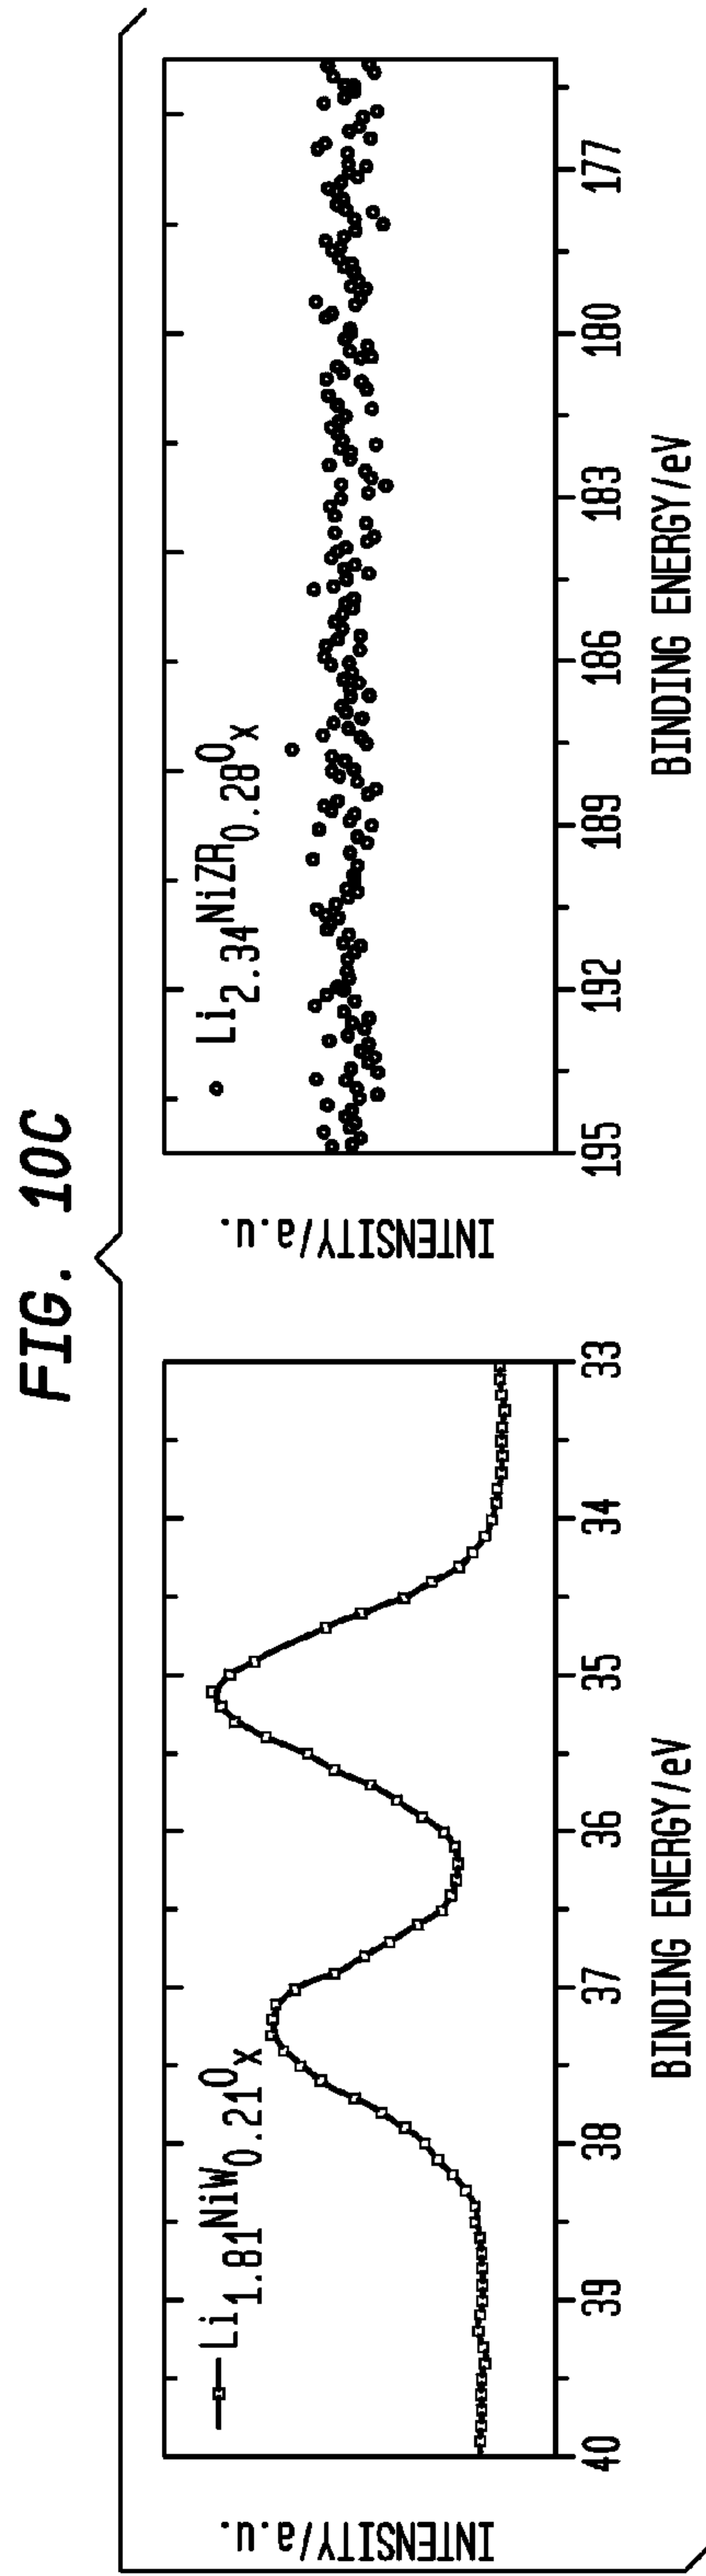 FIG. 10C
INTENSITY/a.u.
Li1.81NiW0.21Ox
40 39 38 37 36 35 34 33
BINDING ENERGY/eV
INTENSITY/a.u.
Li2.34NiZR0.28Ox
195 192 189 186 183 180 177
BINDING ENERGY/eV